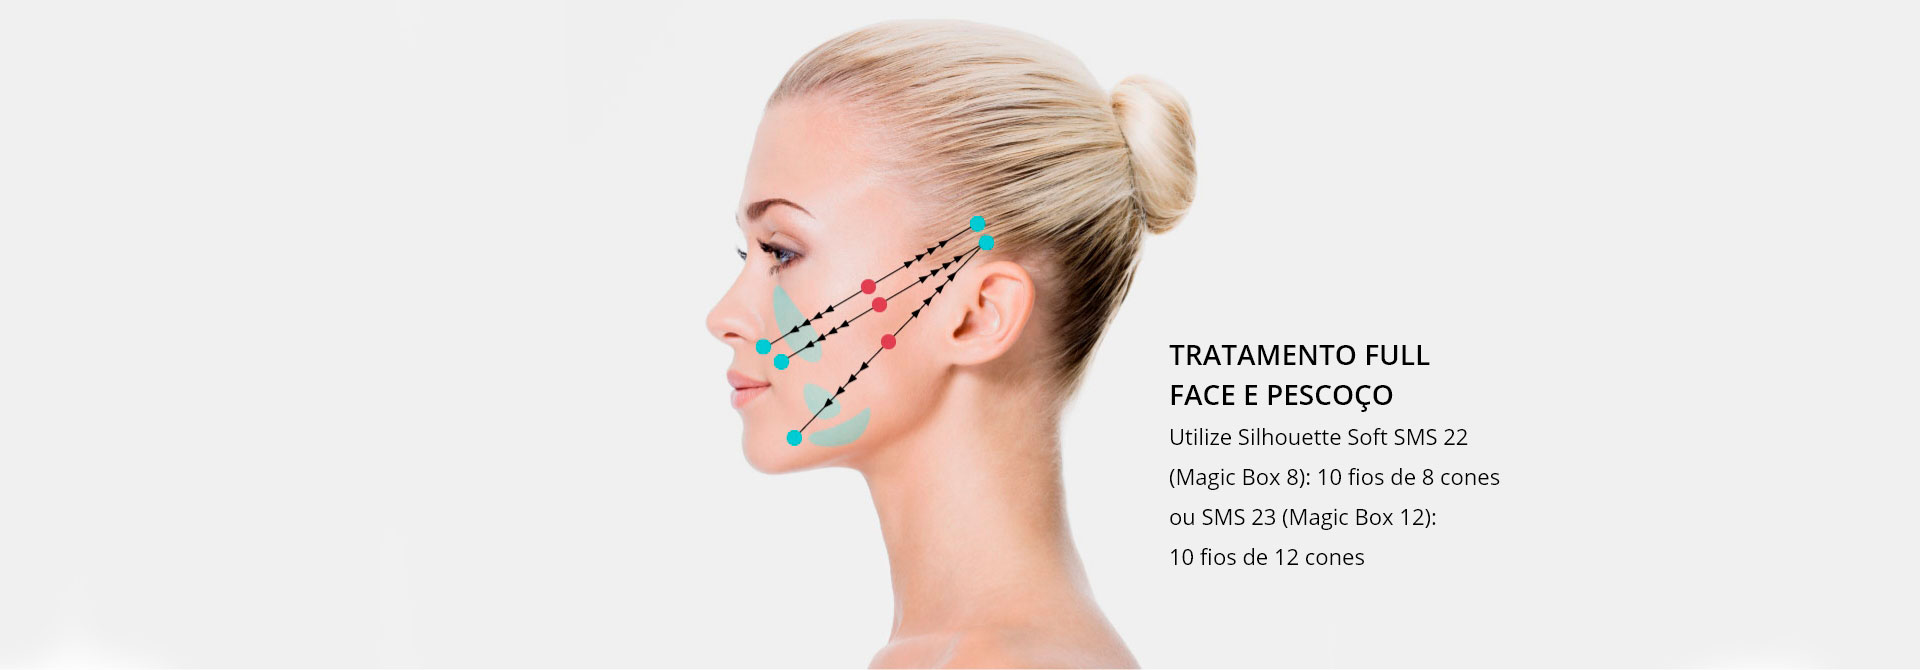 TRATAMENTO FULL
FACE E PESCOÇO
Utilize Silhouette Soft SMS 22
(Magic Box 8): 10 fios de 8 cones
ou SMS 23 (Magic Box 12):
10 fios de 12 cones